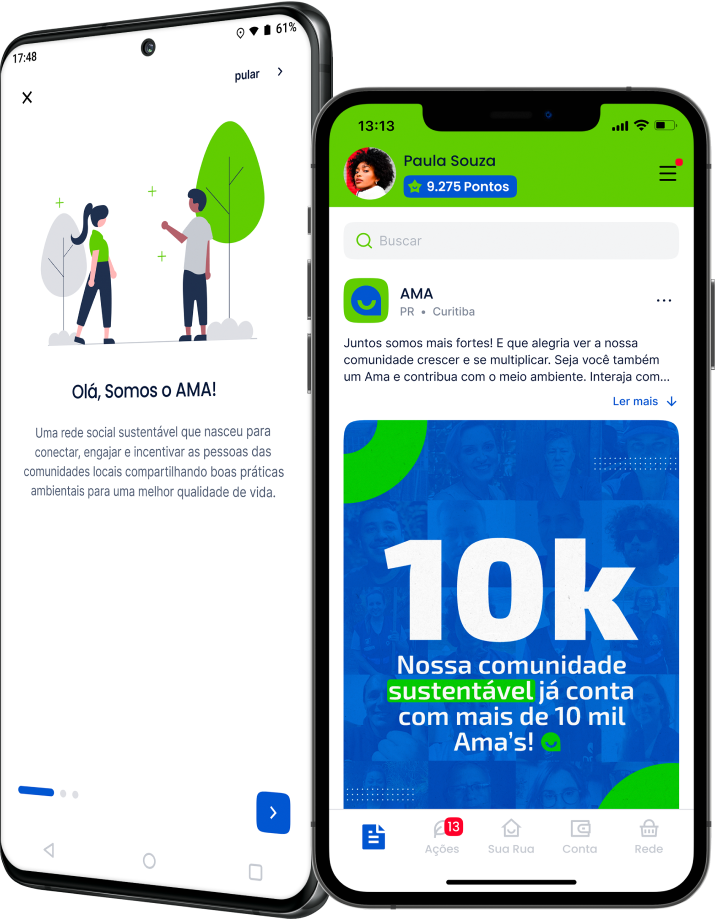 17:48
61%
pular
Olá, Somos o AMA!
Uma rede social sustentável que nasceu para
conectar, engajar e incentivar as pessoas das
comunidades locais compartilhando boas práticas
ambientais para uma melhor qualidade de vida.
13:13
Paula Souza
9.275 Pontos
Buscar
AMA
PR • Curitiba
Juntos somos mais fortes! E que alegria ver a nossa
comunidade crescer e se multiplicar. Seja você também
um Ama e contribua com o meio ambiente. Interaja com...
Ler mais
10k
Nossa comunidade
sustentável já conta
com mais de 10 mil
Ama's!
13
Ações
Sua Rua
Conta
Rede